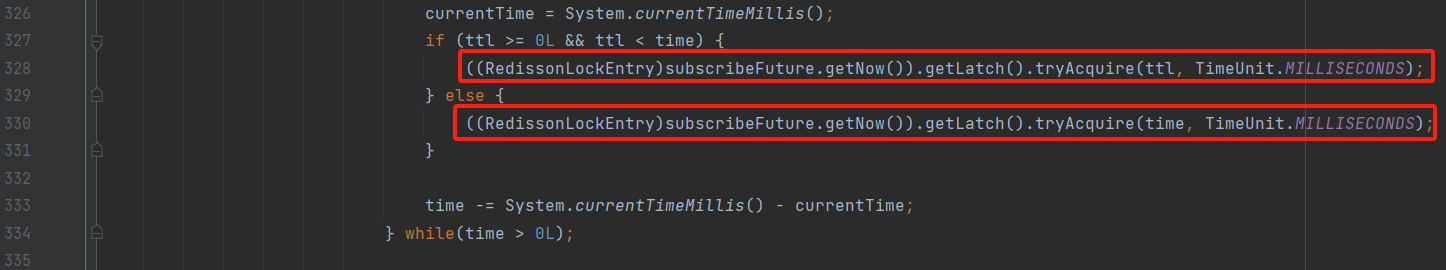 326 currentTime = System.currentTimeMillis();
327 if (ttl >= 0L && ttl < time) {
328 ((RedissonLockEntry)subscribeFuture.getNow()).getLatch().tryAcquire(ttl, TimeUnit.MILLISECONDS);
329 } else {
330 ((RedissonLockEntry)subscribeFuture.getNow()).getLatch().tryAcquire(time, TimeUnit.MILLISECONDS);
331 }
332
333 time -= System.currentTimeMillis() - currentTime;
334 } while(time > 0L);
335